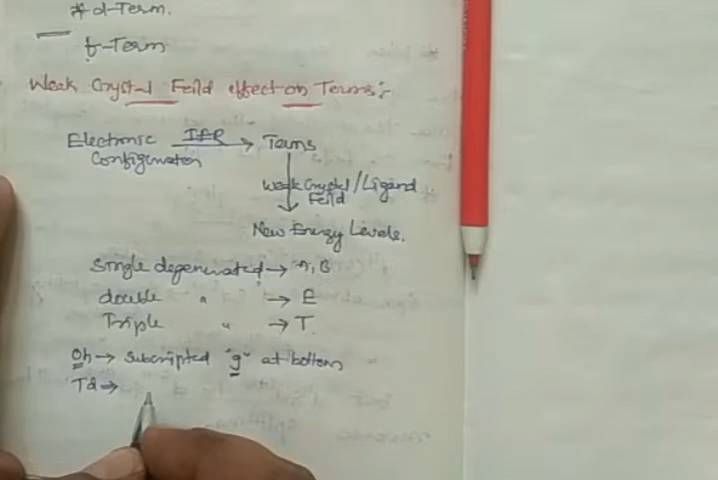 # d-Term.
f-Term
Weak Crystal Feild effect on Terms:-
Electronic Configuration IER → Terms
Weak Crystal/Ligand Feild
New Energy Levels.
Single degenerated → A, B
double " → E
Triple " → T.
Oh → Subscripted "g" at bottom
Td →